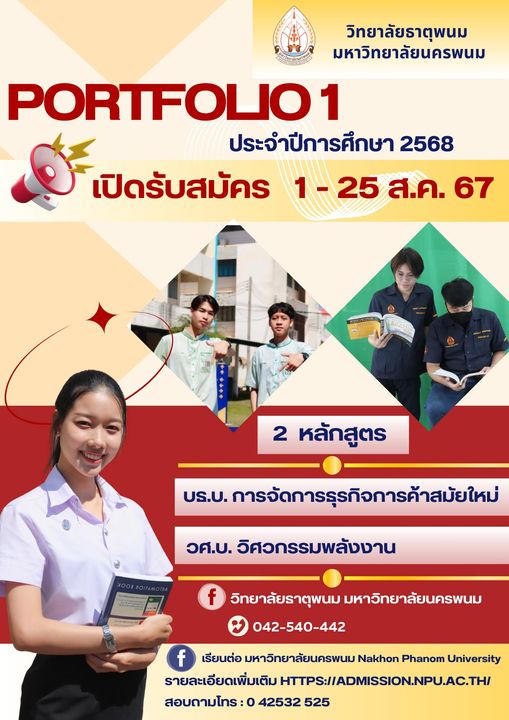 วิทยาลัยธาตุพนม
มหาวิทยาลัยนครพนม
PORTFOLIO 1
ประจำปีการศึกษา 2568
เปิดรับสมัคร 1 - 25 ส.ค. 67
2 หลักสูตร
บธ.บ. การจัดการธุรกิจการค้าสมัยใหม่
วศ.บ. วิศวกรรมพลังงาน
วิทยาลัยธาตุพนม มหาวิทยาลัยนครพนม
042-540-442
เรียนต่อ มหาวิทยาลัยนครพนม Nakhon Phanom University
รายละเอียดเพิ่มเติม HTTPS://ADMISSION.NPU.AC.TH/
สอบถามโทร : 0 42532 525